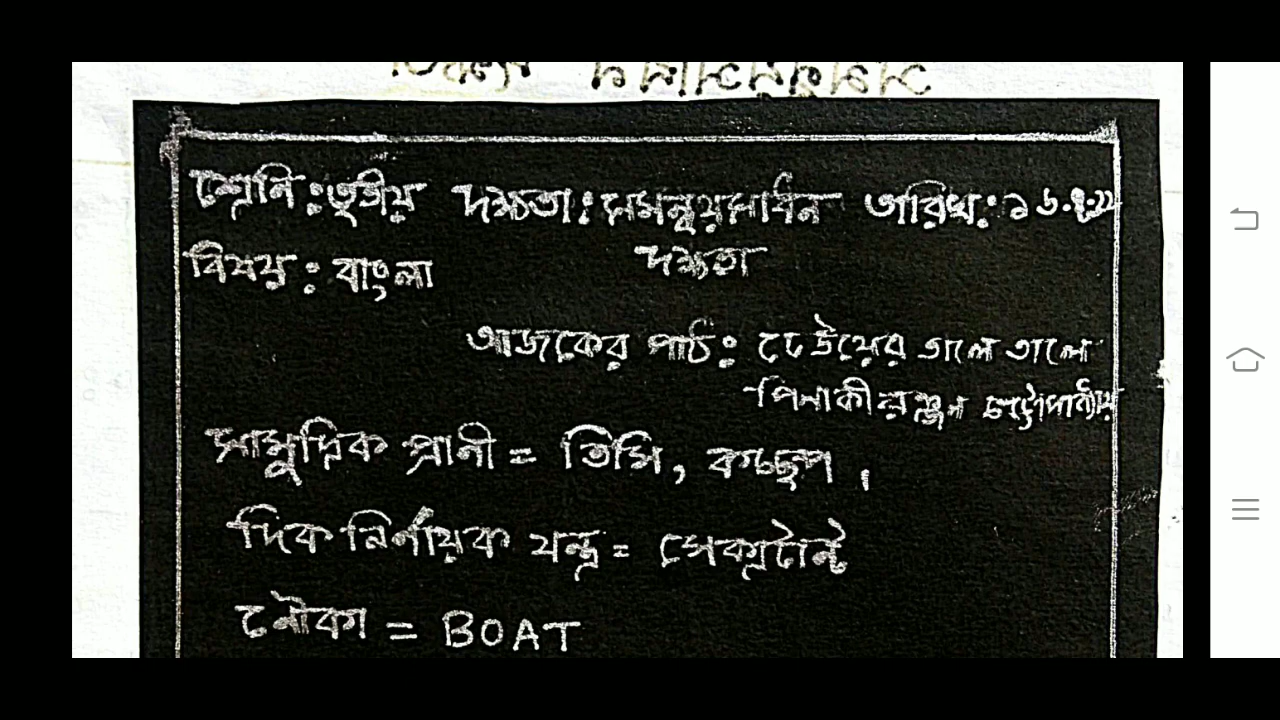 শ্রেনি : তৃতীয় দক্ষতা : সমন্বয়সাধন তারিখ : ১৬.৭.২২
বিষয় : বাংলা দক্ষতা
আজকের পাঠ : ঢেউয়ের তালে তালে
পিনাকীরঞ্জন চট্টোপাধ্যায়
সামুদ্রিক প্রানী = তিমি, কচ্ছপ ।
দিক নির্ণায়ক যন্ত্র = সেক্সটান্ট
নৌকা = BOAT